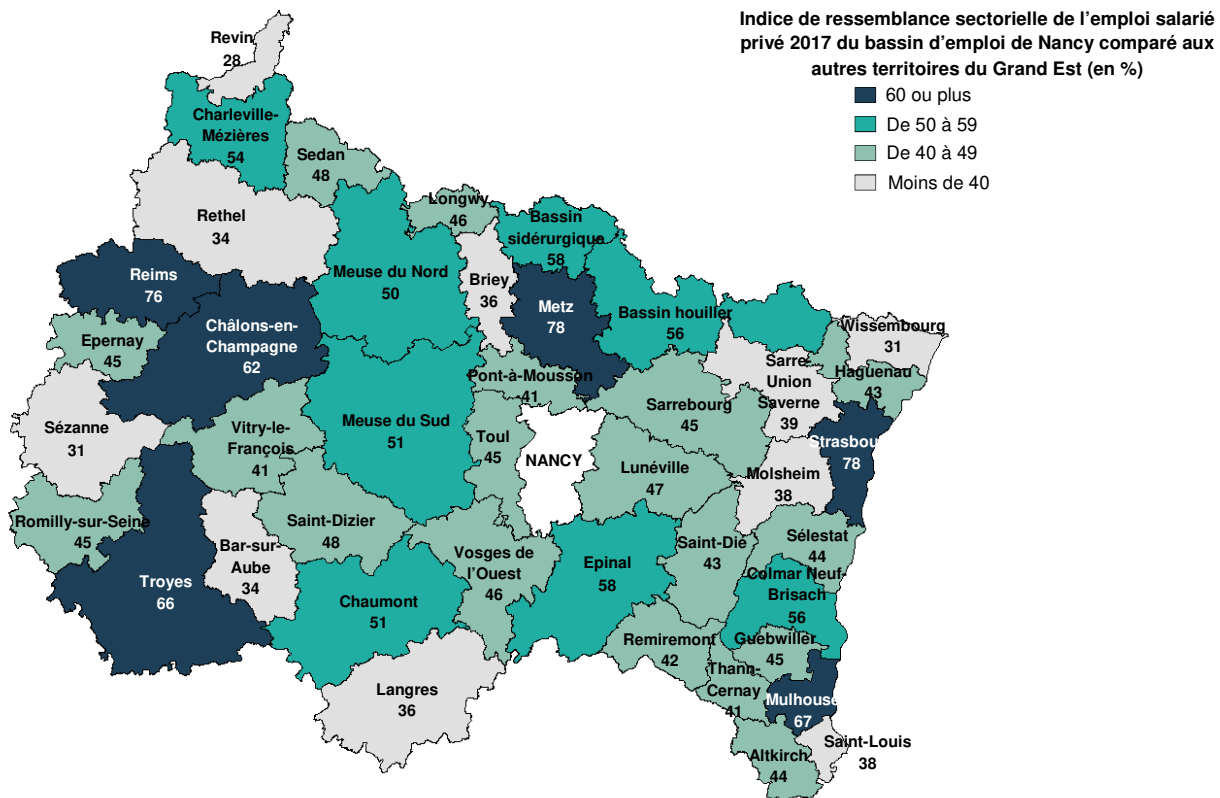 Indice de ressemblance sectorielle de l'emploi salarié
privé 2017 du bassin d'emploi de Nancy comparé aux
autres territoires du Grand Est (en %)
60 ou plus
De 50 à 59
De 40 à 49
Moins de 40
Revin
28
Charleville-
Mézières
54
Sedan
48
Rethel
34
Longwy
46
Bassin
sidérurgique
58
Reims
76
Meuse du Nord
50
Briey
36
Metz
78
Bassin houiller
56
Châlons-en-
Champagne
62
Epernay
45
Wissembourg
31
Sarre-
Union
Saverne
39
Haguenau
43
Pont-à-Mousson
41
Sarrebourg
45
Sézanne
31
Vitry-le-
François
41
Meuse du Sud
51
Toul
45
NANCY
Lunéville
47
Strasbou
78
Molsheim
38
Romilly-sur-Seine
45
Saint-Dizier
48
Bar-sur-
Aube
34
Vosges de
l'Ouest
46
Epinal
58
Saint-Dié
43
Sélestat
44
Troyes
66
Chaumont
51
Colmar Neuf-
Brisach
56
Remiremont
42
Guebwiller
45
Thann-
Cernay
41
Langres
36
Mulhouse
67
Saint-Louis
38
Altkirch
44